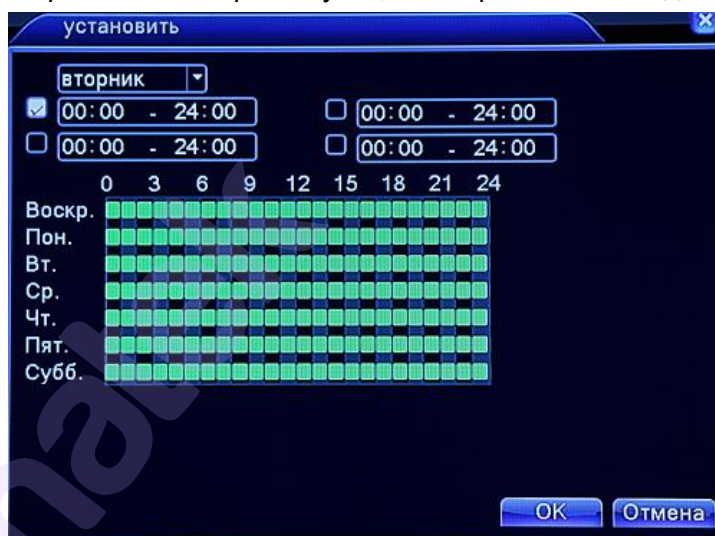 установить
вторник
00:00 - 24:00 00:00 - 24:00
00:00 - 24:00 00:00 - 24:00
0 3 6 9 12 15 18 21 24
Воскр.
Пон.
Вт.
Ср.
Чт.
Пят.
Субб.
OK Отмена